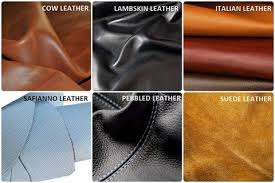 COW LEATHER
LAMBSKIN LEATHER
ITALIAN LEATHER
SAFIANNO LEATHER
PEBBLED LEATHER
SUEDE LEATHER